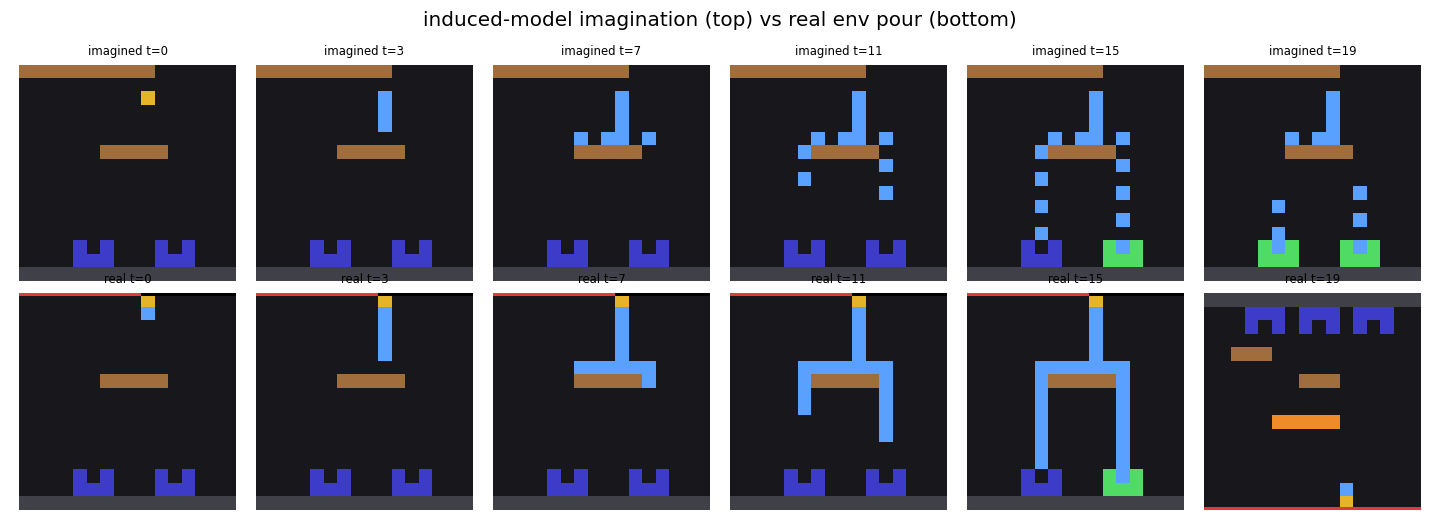 induced-model imagination (top) vs real env pour (bottom)
imagined t=0
imagined t=3
imagined t=7
imagined t=11
imagined t=15
imagined t=19
real t=0
real t=3
real t=7
real t=11
real t=15
real t=19